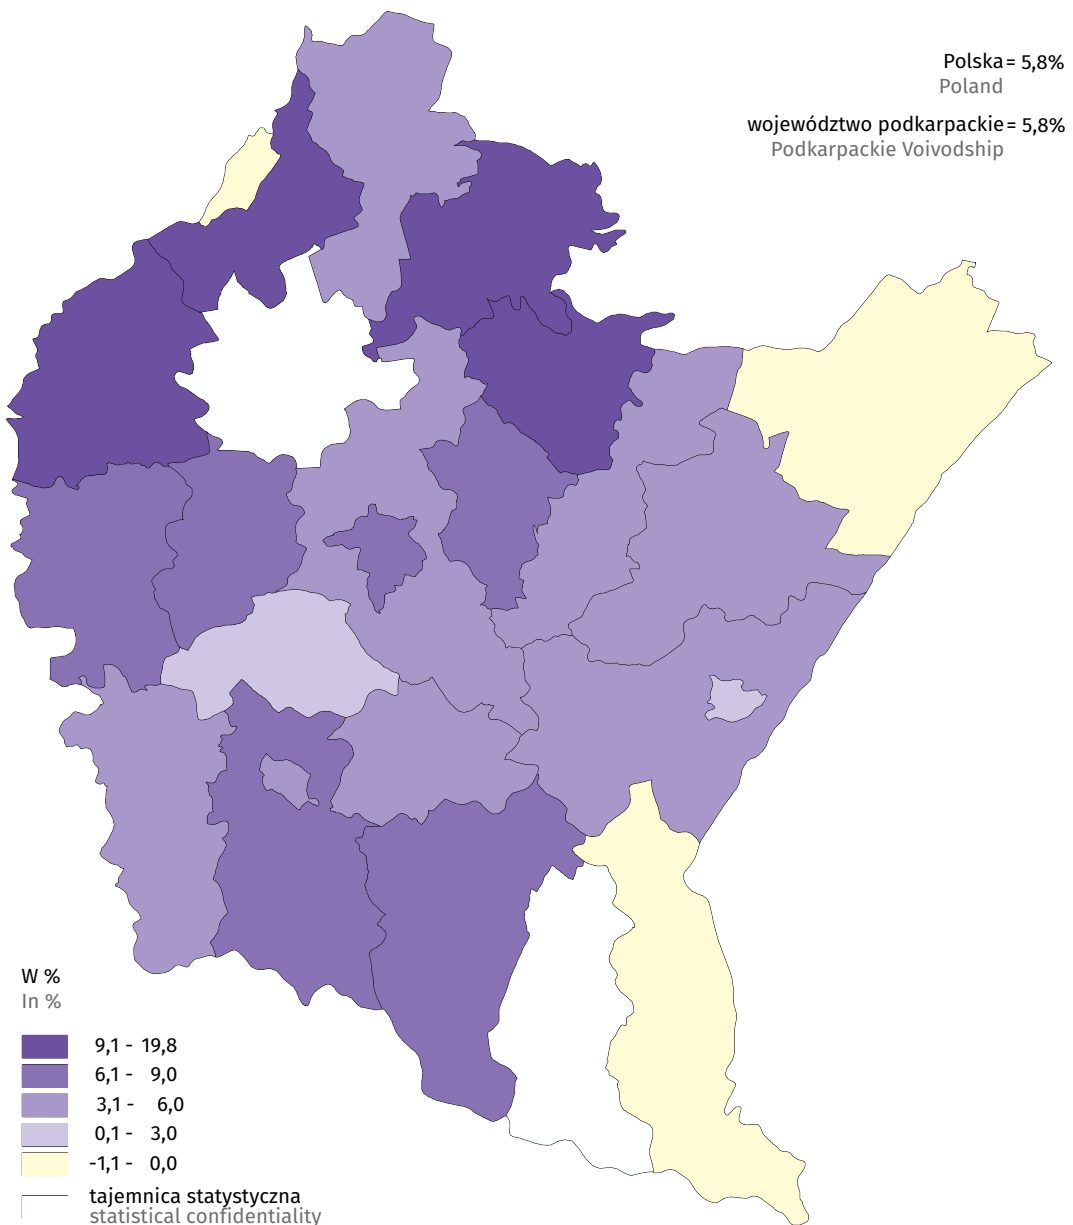 Polska = 5,8%
Poland
województwo podkarpackie = 5,8%
Podkarpackie Voivodship
W %
In %
9,1 - 19,8
6,1 - 9,0
3,1 - 6,0
0,1 - 3,0
-1,1 - 0,0
tajemnica statystyczna
statistical confidentiality